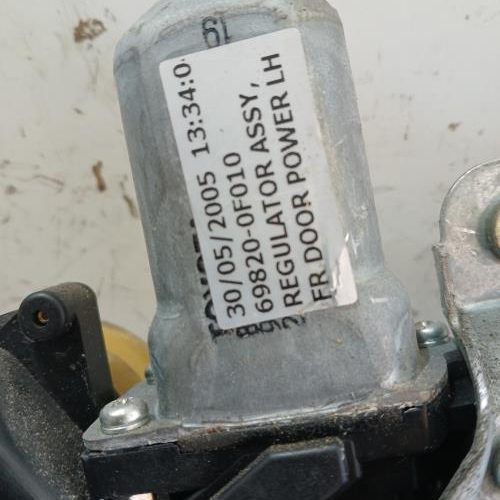 30/05/2005 13:34:0
69820-0F010
REGULATOR ASSY,
FR DOOR POWER LH